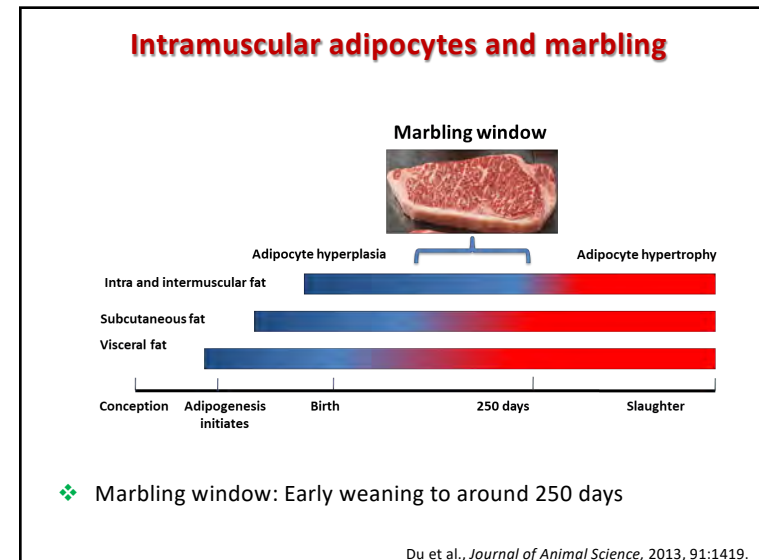 Intramuscular adipocytes and marbling
Marbling window
Adipocyte hyperplasia
Adipocyte hypertrophy
Intra and intermuscular fat
Subcutaneous fat
Visceral fat
Conception
Adipogenesis
initiates
Birth
250 days
Slaughter
❖ Marbling window: Early weaning to around 250 days
Du et al., Journal of Animal Science, 2013, 91:1419.